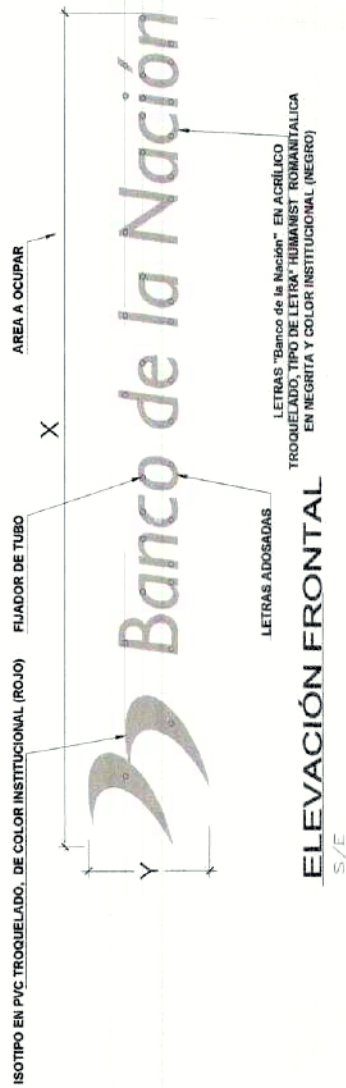 ISOTIPO EN PVC TROQUELADO, DE COLOR INSTITUCIONAL (ROJO)
FIJADOR DE TUBO
AREA A OCUPAR
X
Y
Banco de la Nación
LETRAS ADOSADAS
LETRAS "Banco de la Nación" EN ACRÍLICO
TROQUELADO, TIPO DE LETRA" HUMANIST ROMANITALICA
EN NEGRITA Y COLOR INSTITUCIONAL (NEGRO)
ELEVACIÓN FRONTAL
S/E